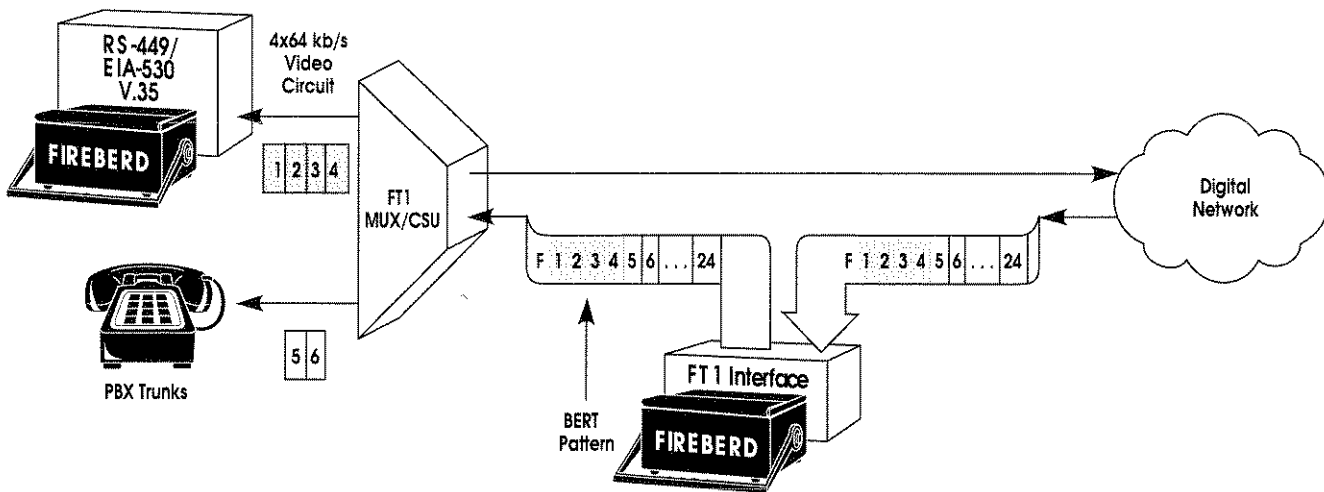 RS-449/
EIA-530
V.35
FIREBERD
4x64 kb/s
Video
Circuit
1 2 3 4
FT1
MUX/CSU
Digital
Network
F 1 2 3 4 5 6 ... 24
F 1 2 3 4 5 6 ... 24
5 6
PBX Trunks
BERT
Pattern
FT1 Interface
FIREBERD